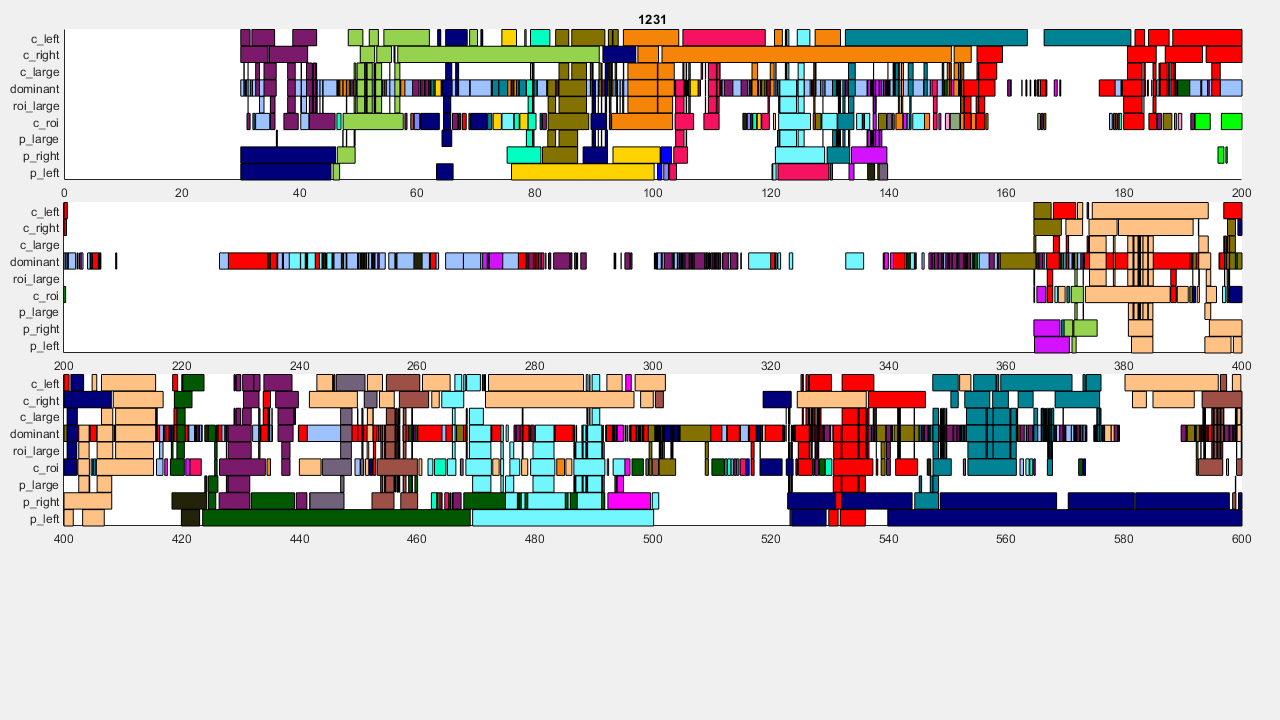 1231
c_left
c_right
c_large
dominant
roi_large
c_roi
p_large
p_right
p_left
0 20 40 60 80 100 120 140 160 180 200
c_left
c_right
c_large
dominant
roi_large
c_roi
p_large
p_right
p_left
200 220 240 260 280 300 320 340 360 380 400
c_left
c_right
c_large
dominant
roi_large
c_roi
p_large
p_right
p_left
400 420 440 460 480 500 520 540 560 580 600